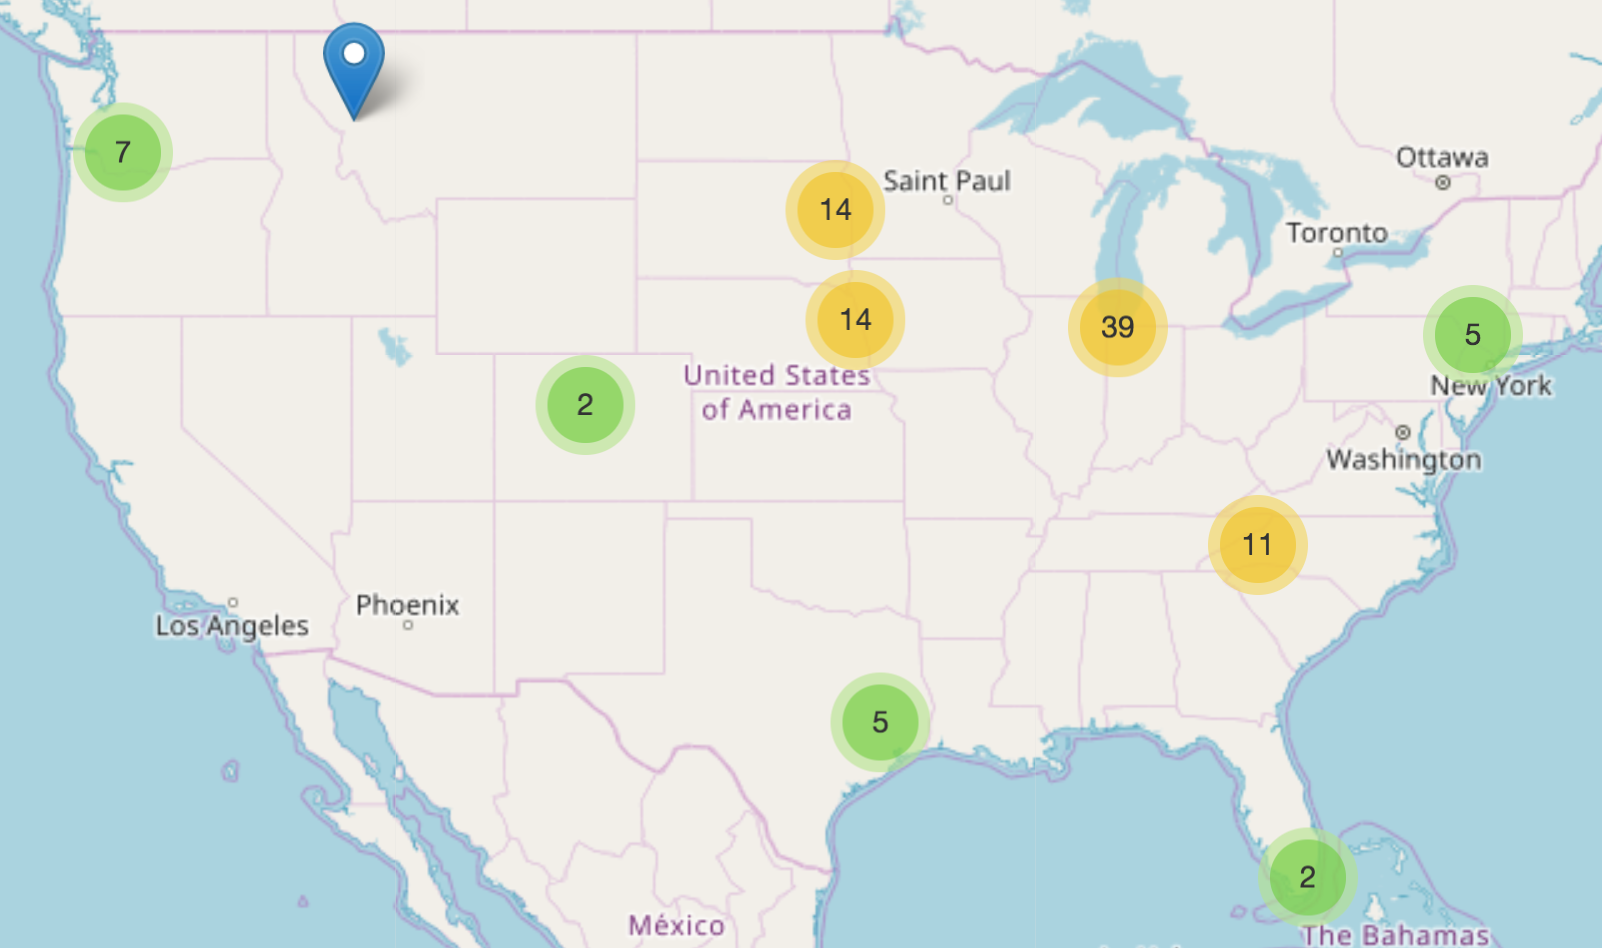 7
Ottawa
14
Saint Paul
Toronto
14
39
5
United States
of America
New York
2
Washington
11
Phoenix
Los Angeles
5
2
México
The Bahamas